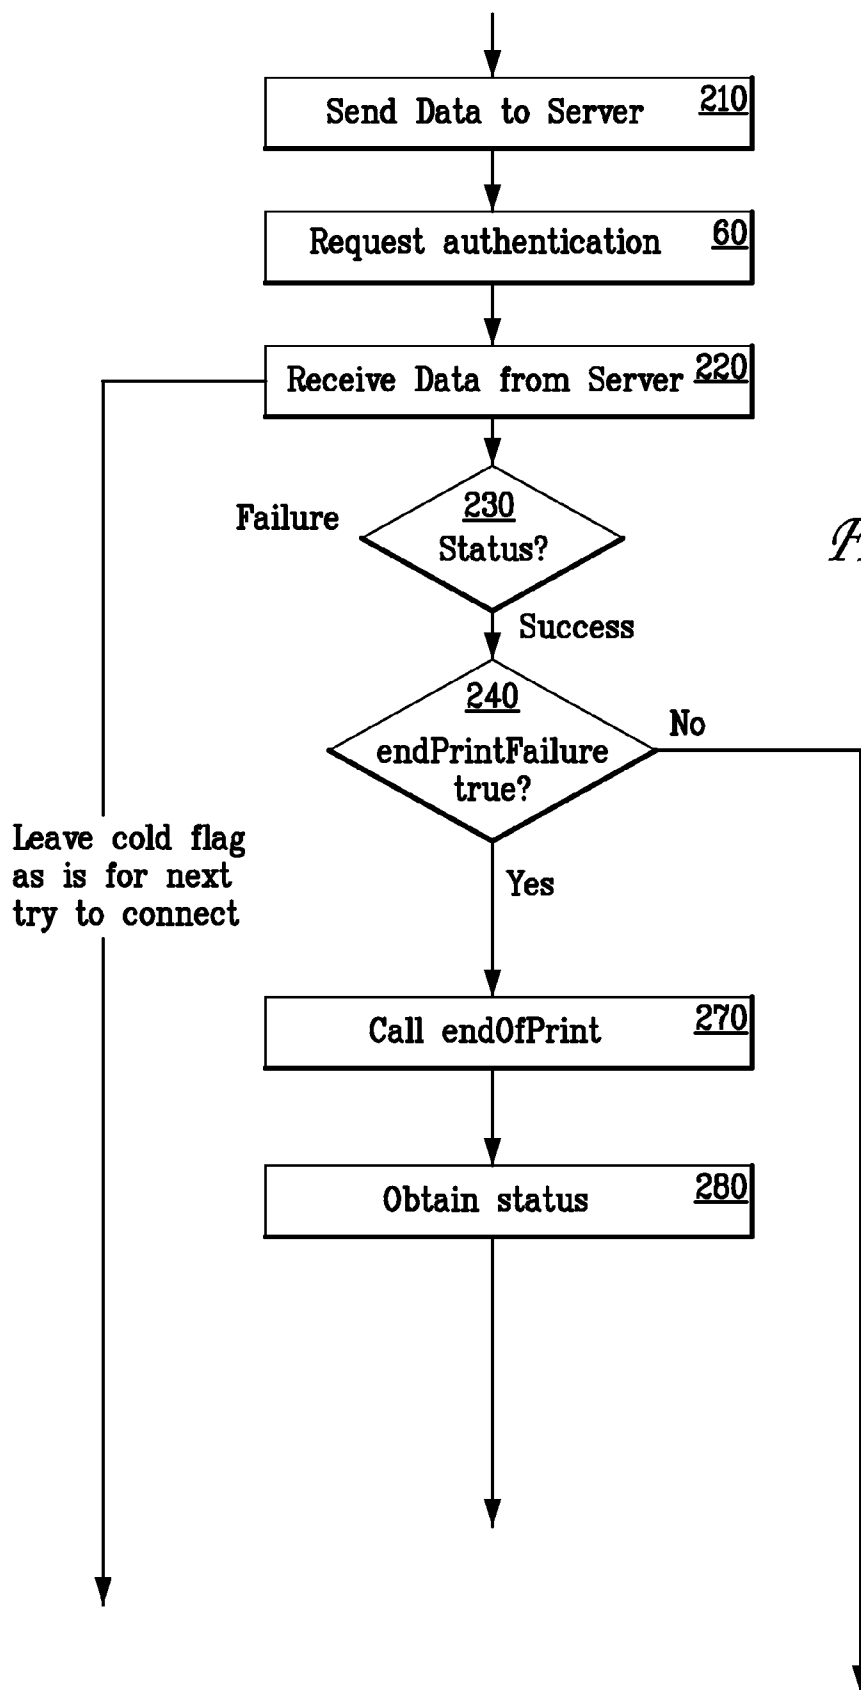 Send Data to Server 210
Request authentication 60
Receive Data from Server 220
230
Failure
Status?
Success
240
No
endPrintFailure
true?
Leave cold flag
as is for next
try to connect
Yes
Call endOfPrint 270
Obtain status 280